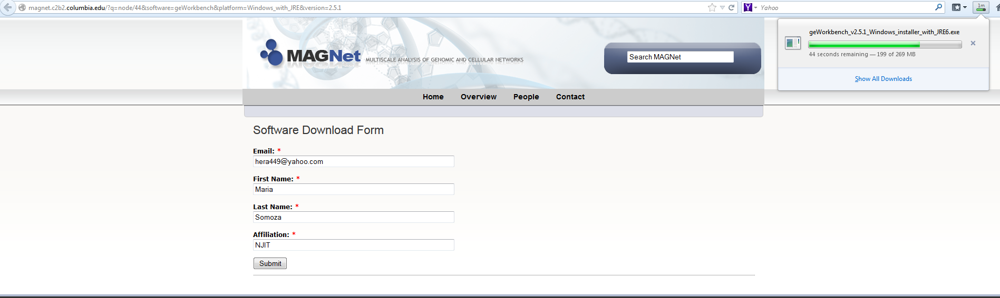 magnet.c2b2.columbia.edu/?q=node/44&software=geWorkbench&platform=Windows_with_JRE&version=2.5.1
Yahoo
1m
geWorkbench_v2.5.1_Windows_installer_with_JRE6.exe
44 seconds remaining — 199 of 269 MB
Show All Downloads
MAGNet MULTISCALE ANALYSIS OF GENOMIC AND CELLULAR NETWORKS
Search MAGNet
Home Overview People Contact
Software Download Form
Email: *
hera449@yahoo.com
First Name: *
Maria
Last Name: *
Somoza
Affiliation: *
NJIT
Submit